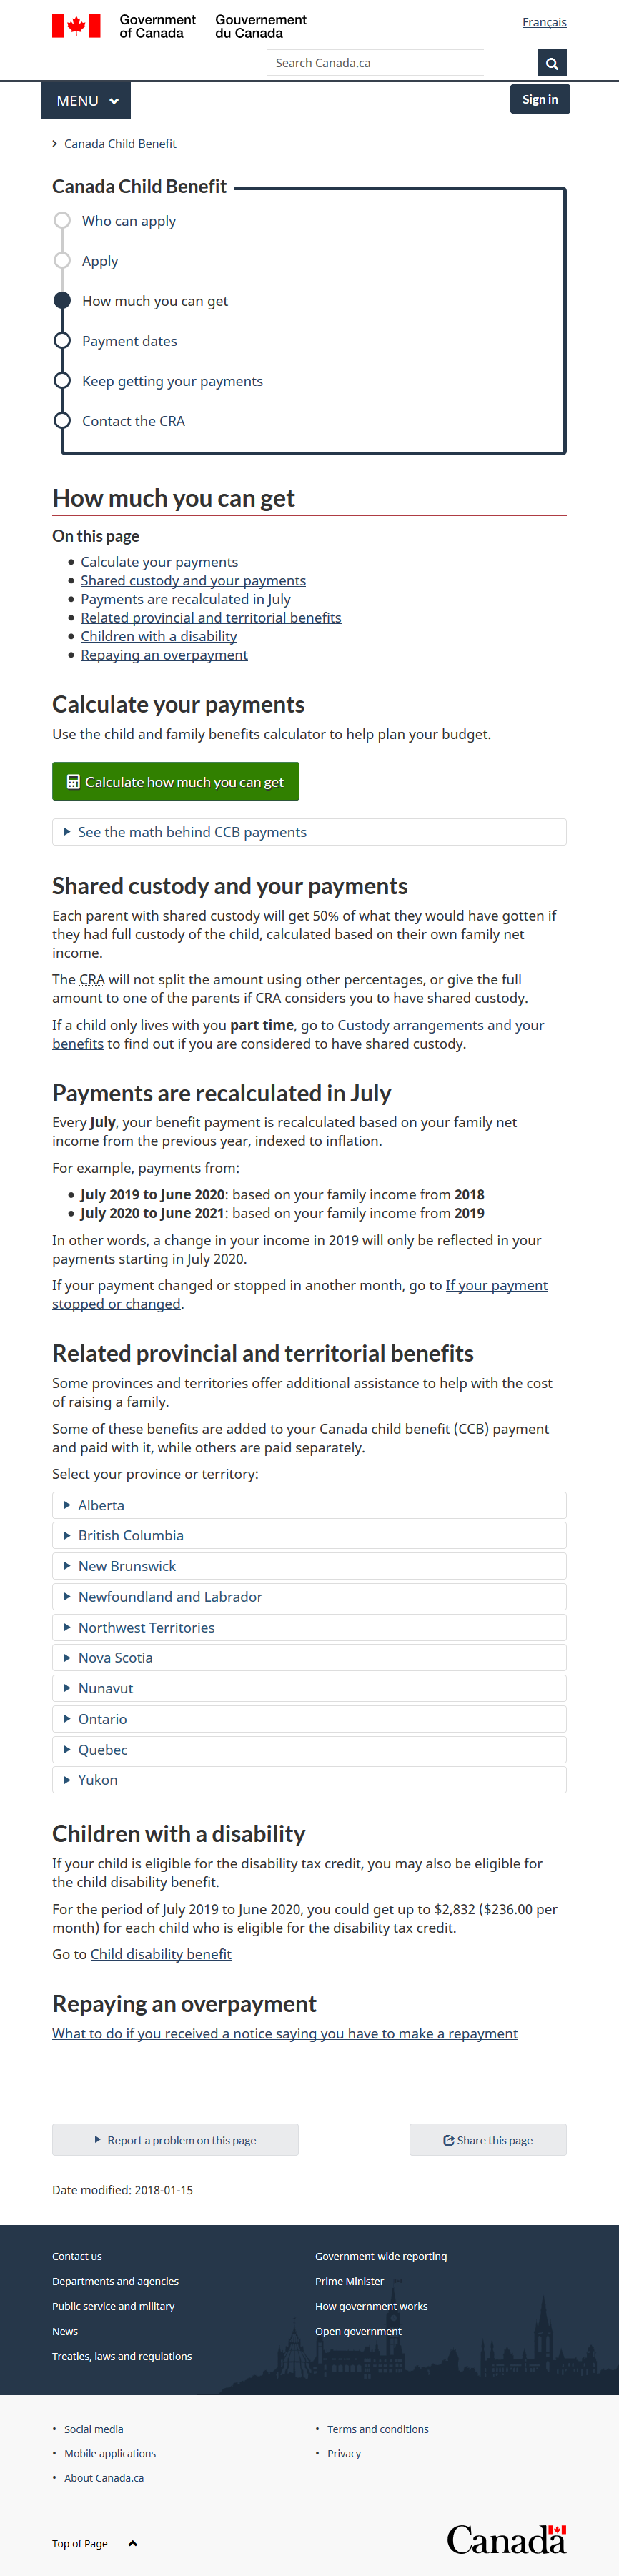 Government of Canada
Gouvernement du Canada
Français
Search Canada.ca
MENU
Sign in
Canada Child Benefit
Canada Child Benefit
Who can apply
Apply
How much you can get
Payment dates
Keep getting your payments
Contact the CRA
How much you can get
On this page
Calculate your payments
Shared custody and your payments
Payments are recalculated in July
Related provincial and territorial benefits
Children with a disability
Repaying an overpayment
Calculate your payments
Use the child and family benefits calculator to help plan your budget.
Calculate how much you can get
See the math behind CCB payments
Shared custody and your payments
Each parent with shared custody will get 50% of what they would have gotten if
they had full custody of the child, calculated based on their own family net
income.
The CRA will not split the amount using other percentages, or give the full
amount to one of the parents if CRA considers you to have shared custody.
If a child only lives with you part time, go to Custody arrangements and your
benefits to find out if you are considered to have shared custody.
Payments are recalculated in July
Every July, your benefit payment is recalculated based on your family net
income from the previous year, indexed to inflation.
For example, payments from:
July 2019 to June 2020: based on your family income from 2018
July 2020 to June 2021: based on your family income from 2019
In other words, a change in your income in 2019 will only be reflected in your
payments starting in July 2020.
If your payment changed or stopped in another month, go to If your payment
stopped or changed.
Related provincial and territorial benefits
Some provinces and territories offer additional assistance to help with the cost
of raising a family.
Some of these benefits are added to your Canada child benefit (CCB) payment
and paid with it, while others are paid separately.
Select your province or territory:
Alberta
British Columbia
New Brunswick
Newfoundland and Labrador
Northwest Territories
Nova Scotia
Nunavut
Ontario
Quebec
Yukon
Children with a disability
If your child is eligible for the disability tax credit, you may also be eligible for
the child disability benefit.
For the period of July 2019 to June 2020, you could get up to $2,832 ($236.00 per
month) for each child who is eligible for the disability tax credit.
Go to Child disability benefit
Repaying an overpayment
What to do if you received a notice saying you have to make a repayment
Report a problem on this page
Share this page
Date modified: 2018-01-15
Contact us
Government-wide reporting
Departments and agencies
Prime Minister
Public service and military
How government works
News
Open government
Treaties, laws and regulations
Social media
Terms and conditions
Mobile applications
Privacy
About Canada.ca
Top of Page
Canada